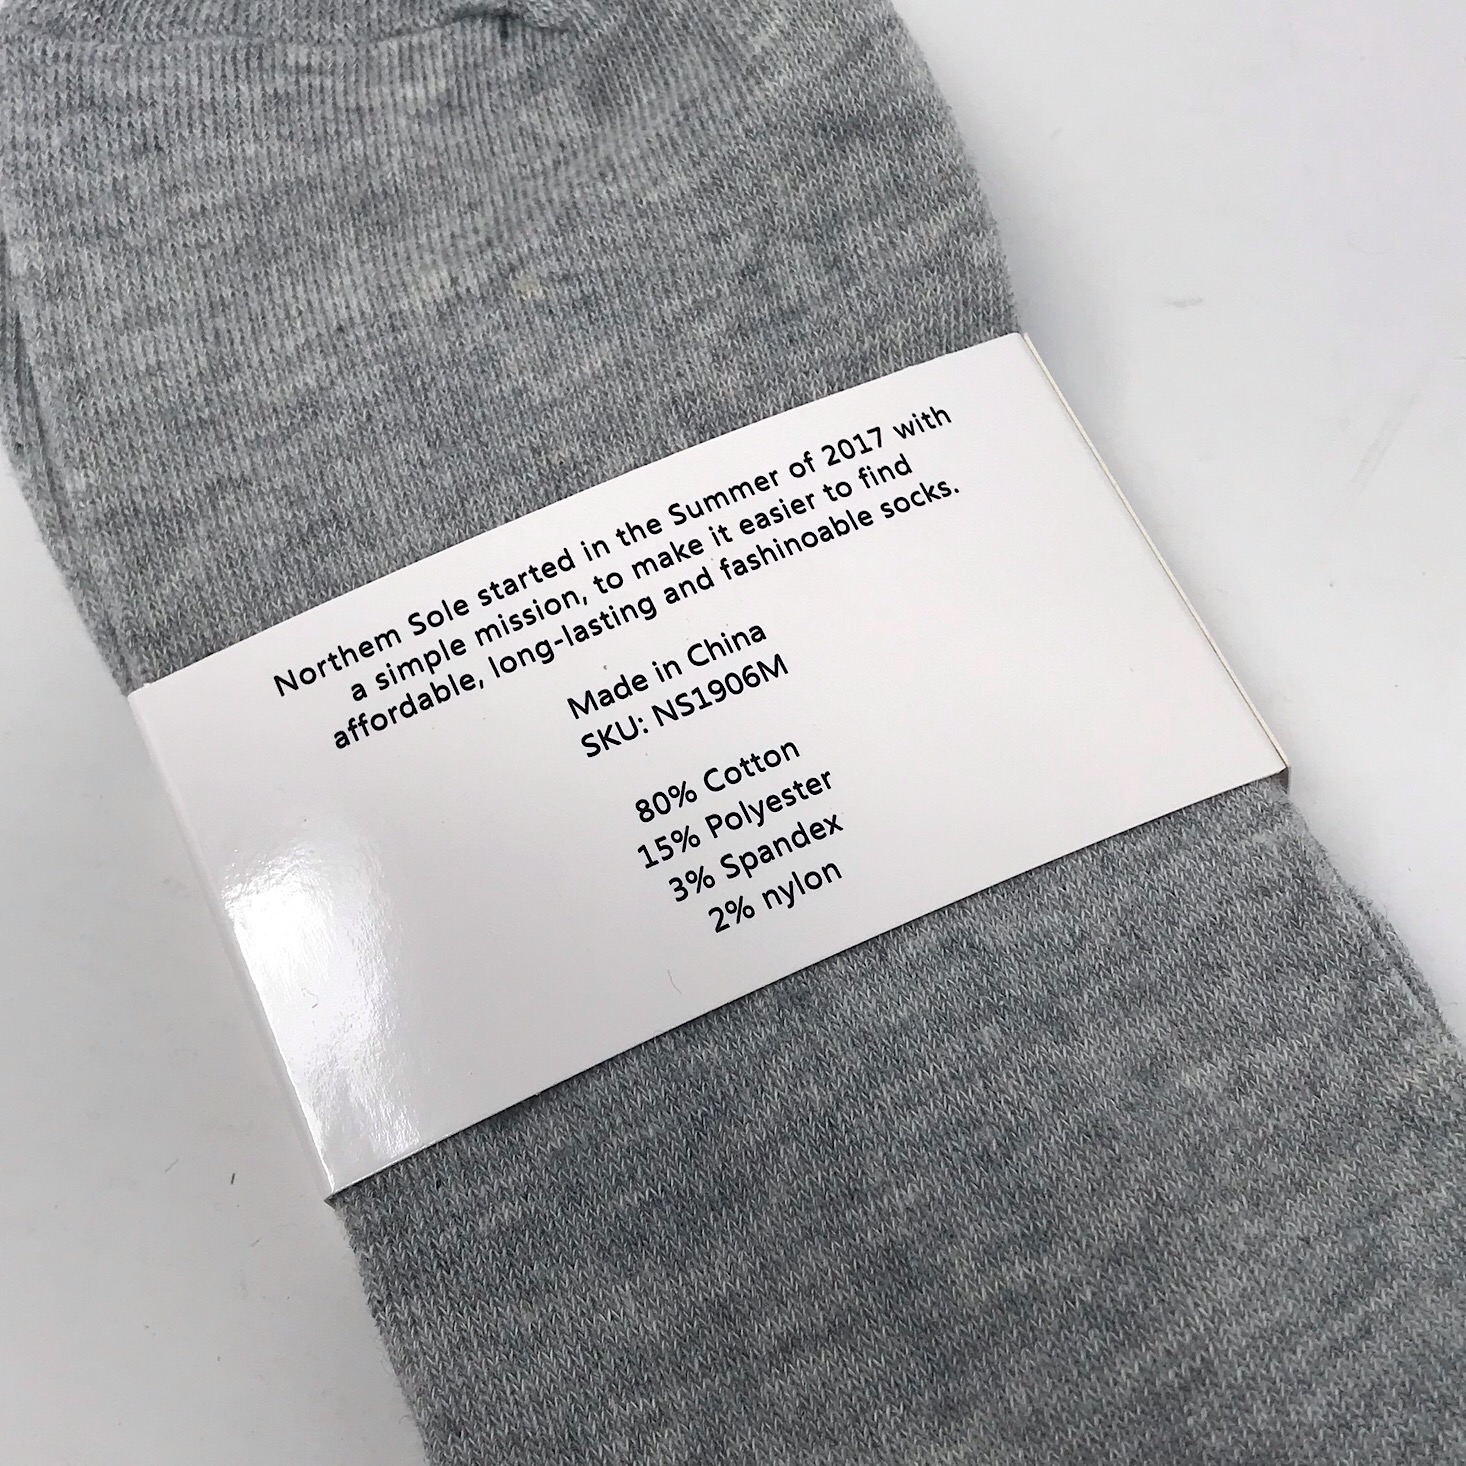 Northem Sole started in the Summer of 2017 with
a simple mission, to make it easier to find
affordable, long-lasting and fashinoable socks.
Made in China
SKU: NS1906M
80% Cotton
15% Polyester
3% Spandex
2% nylon